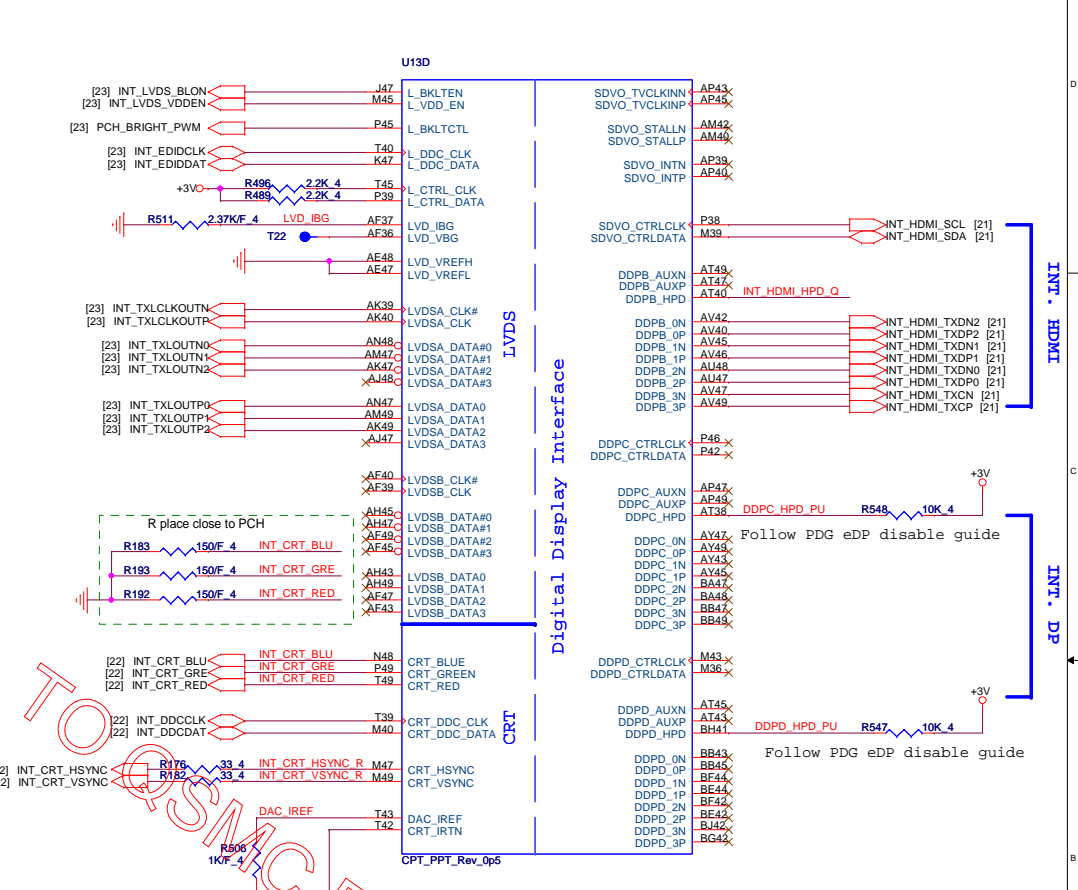 U13D
D
[23] INT_LVDS_BLON J47 L_BKLTEN
[23] INT_LVDS_VDDEN M45 L_VDD_EN
[23] PCH_BRIGHT_PWM P45 L_BKLTCTL
[23] INT_EDIDCLK T40 L_DDC_CLK
[23] INT_EDIDDAT K47 L_DDC_DATA
+3V R496 2.2K_4 T45 L_CTRL_CLK
R489 2.2K_4 P39 L_CTRL_DATA
R511 2.37K/F_4 LVD_IBG AF37 LVD_IBG
T22 AF36 LVD_VBG
AE48 LVD_VREFH
AE47 LVD_VREFL
[23] INT_TXLCLKOUTN AK39 LVDSA_CLK#
[23] INT_TXLCLKOUTP AK40 LVDSA_CLK
[23] INT_TXLOUTN0 AN48 LVDSA_DATA#0
[23] INT_TXLOUTN1 AM47 LVDSA_DATA#1
[23] INT_TXLOUTN2 AK47 LVDSA_DATA#2
AJ48 LVDSA_DATA#3
[23] INT_TXLOUTP0 AN47 LVDSA_DATA0
[23] INT_TXLOUTP1 AM49 LVDSA_DATA1
[23] INT_TXLOUTP2 AK49 LVDSA_DATA2
AJ47 LVDSA_DATA3
AF40 LVDSB_CLK#
AF39 LVDSB_CLK
AH45 LVDSB_DATA#0
AH47 LVDSB_DATA#1
AF49 LVDSB_DATA#2
AF45 LVDSB_DATA#3
AH43 LVDSB_DATA0
AH49 LVDSB_DATA1
AF47 LVDSB_DATA2
AF43 LVDSB_DATA3
R place close to PCH
R183 150/F_4 INT_CRT_BLU
R193 150/F_4 INT_CRT_GRE
R192 150/F_4 INT_CRT_RED
[22] INT_CRT_BLU INT_CRT_BLU N48 CRT_BLUE
[22] INT_CRT_GRE INT_CRT_GRE P49 CRT_GREEN
[22] INT_CRT_RED INT_CRT_RED T49 CRT_RED
[22] INT_DDCCLK T39 CRT_DDC_CLK
[22] INT_DDCDAT M40 CRT_DDC_DATA
2] INT_CRT_HSYNC R176 33_4 INT_CRT_HSYNC_R M47 CRT_HSYNC
2] INT_CRT_VSYNC R182 33_4 INT_CRT_VSYNC_R M49 CRT_VSYNC
DAC_IREF T43 DAC_IREF
T42 CRT_IRTN
R506
1K/F_4
CPT_PPT_Rev_0p5
LVDS
CRT
Digital Display Interface
SDVO_TVCLKINN AP43
SDVO_TVCLKINP AP45
SDVO_STALLN AM42
SDVO_STALLP AM40
SDVO_INTN AP39
SDVO_INTP AP40
SDVO_CTRLCLK P38 INT_HDMI_SCL [21]
SDVO_CTRLDATA M39 INT_HDMI_SDA [21]
DDPB_AUXN AT49
DDPB_AUXP AT47
DDPB_HPD AT40 INT_HDMI_HPD_Q
DDPB_0N AV42 INT_HDMI_TXDN2 [21]
DDPB_0P AV40 INT_HDMI_TXDP2 [21]
DDPB_1N AV45 INT_HDMI_TXDN1 [21]
DDPB_1P AV46 INT_HDMI_TXDP1 [21]
DDPB_2N AU48 INT_HDMI_TXDN0 [21]
DDPB_2P AU47 INT_HDMI_TXDP0 [21]
DDPB_3N AV47 INT_HDMI_TXCN [21]
DDPB_3P AV49 INT_HDMI_TXCP [21]
INT. HDMI
DDPC_CTRLCLK P46
DDPC_CTRLDATA P42
C
+3V
DDPC_AUXN AP47
DDPC_AUXP AP49
DDPC_HPD AT38 DDPC_HPD_PU R548 10K_4
Follow PDG eDP disable guide
DDPC_0N AY47
DDPC_0P AY49
DDPC_1N AY43
DDPC_1P AY45
DDPC_2N BA47
DDPC_2P BA48
DDPC_3N BB47
DDPC_3P BB49
INT. DP
DDPD_CTRLCLK M43
DDPD_CTRLDATA M36
+3V
DDPD_AUXN AT45
DDPD_AUXP AT43
DDPD_HPD BH41 DDPD_HPD_PU R547 10K_4
Follow PDG eDP disable guide
DDPD_0N BB43
DDPD_0P BB45
DDPD_1N BF44
DDPD_1P BE44
DDPD_2N BF42
DDPD_2P BE42
DDPD_3N BJ42
DDPD_3P BG42
B
TO QSMC